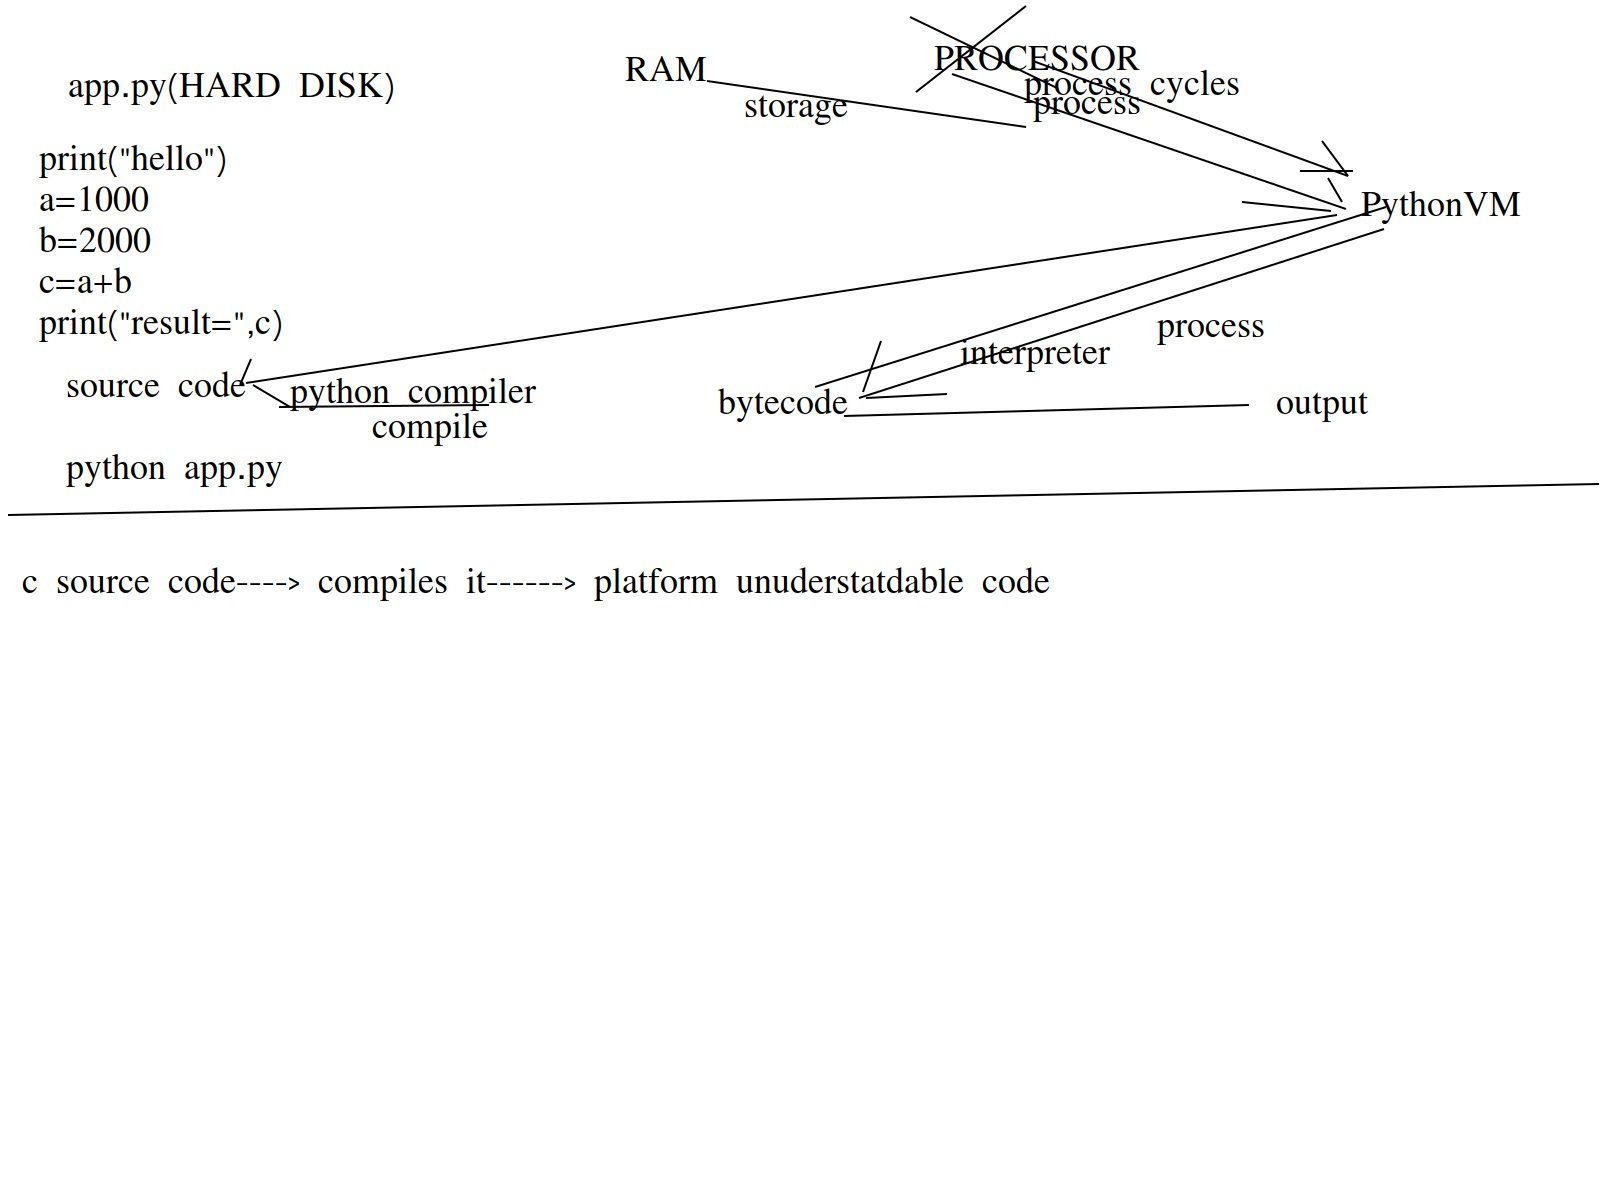 app.py(HARD DISK)
RAM
storage
PROCESSOR
process cycles
process
print("hello")
a=1000
b=2000
c=a+b
print("result=",c)
PythonVM
process
interpreter
source code
python compiler
compile
bytecode
output
python app.py
c source code----> compiles it------> platform unuderstatdable code